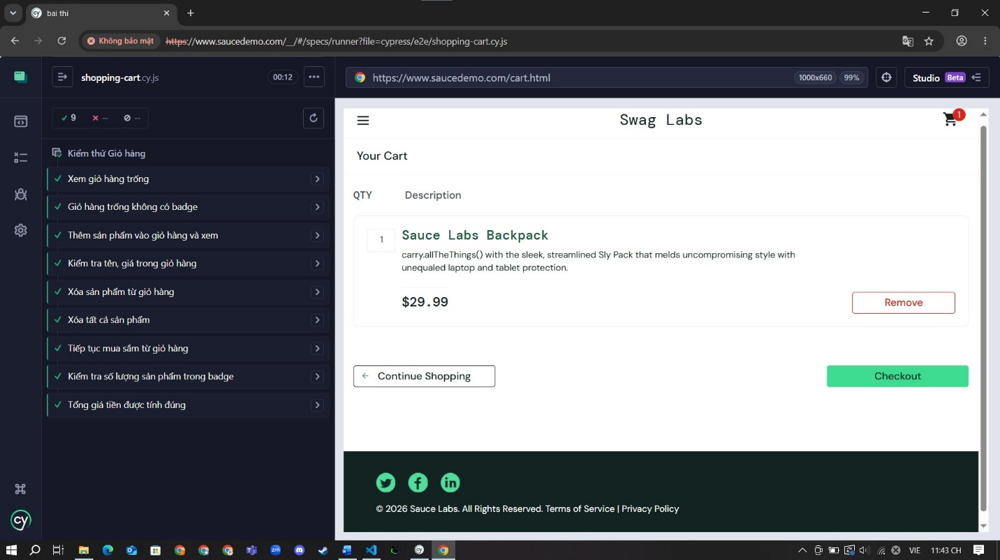 bai thi
Không bảo mật
https://www.saucedemo.com/__/#/specs/runner?file=cypress/e2e/shopping-cart.cy.js
shopping-cart.cy.js
00:12
https://www.saucedemo.com/cart.html
1000x660
99%
Studio
Beta
9
--
--
Kiểm thử Giỏ hàng
Xem giỏ hàng trống
Giỏ hàng trống không có badge
Thêm sản phẩm vào giỏ hàng và xem
Kiểm tra tên, giá trong giỏ hàng
Xóa sản phẩm từ giỏ hàng
Xóa tất cả sản phẩm
Tiếp tục mua sắm từ giỏ hàng
Kiểm tra số lượng sản phẩm trong badge
Tổng giá tiền được tính đúng
cy
Swag Labs
1
Your Cart
QTY
Description
1
Sauce Labs Backpack
carry.allTheThings() with the sleek, streamlined Sly Pack that melds uncompromising style with
unequaled laptop and tablet protection.
$29.99
Remove
Continue Shopping
Checkout
© 2026 Sauce Labs. All Rights Reserved. Terms of Service | Privacy Policy
VIE
11:43 CH